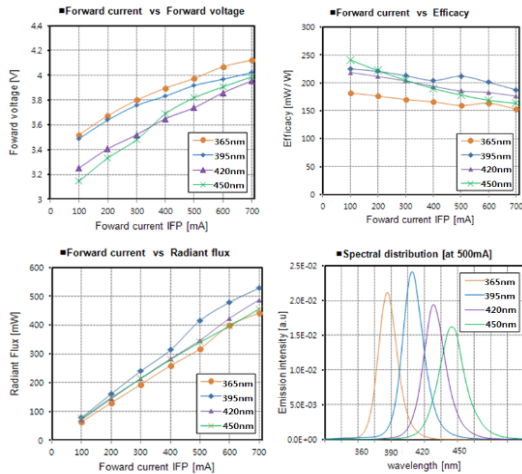 ■Forward current vs Forward voltage
Foward voltage [V]
4.4
4.2
4
3.8
3.6
3.4
3.2
3
365nm
395nm
420nm
450nm
0 100 200 300 400 500 600 700
Foward current IFP [mA]
■Forward current vs Efficacy
Efficacy [mW / W]
300
250
200
150
100
50
0
365nm
395nm
420nm
450nm
0 100 200 300 400 500 600 700
Foward current IFP [mA]
■Forward current vs Radiant flux
Radiant Flux [mW]
600
500
400
300
200
100
0
365nm
395nm
420nm
450nm
0 100 200 300 400 500 600 700
Foward current IFP [mA]
■Spectral distribution [at 500mA]
Emission intensity [a.u]
2.5E-02
2.0E-02
1.5E-02
1.0E-02
5.0E-03
0.0E+00
365nm
395nm
420nm
450nm
360 390 420 450
wavelength [nm]